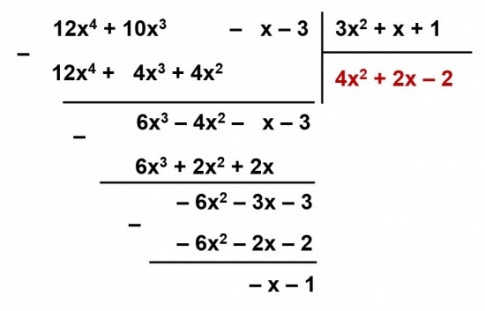 12x⁴ + 10x³ – x – 3 3x² + x + 1
–
12x⁴ + 4x³ + 4x² 4x² + 2x – 2
6x³ – 4x² – x – 3
–
6x³ + 2x² + 2x
– 6x² – 3x – 3
–
– 6x² – 2x – 2
– x – 1